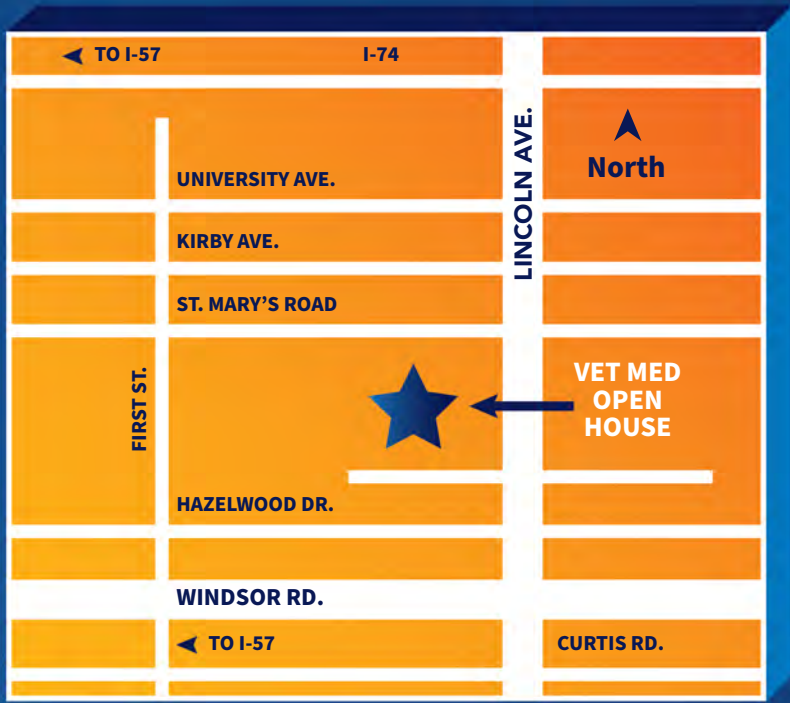 TO I-57
I-74
LINCOLN AVE.
North
UNIVERSITY AVE.
KIRBY AVE.
ST. MARY'S ROAD
FIRST ST.
VET MED
OPEN
HOUSE
HAZELWOOD DR.
WINDSOR RD.
TO I-57
CURTIS RD.